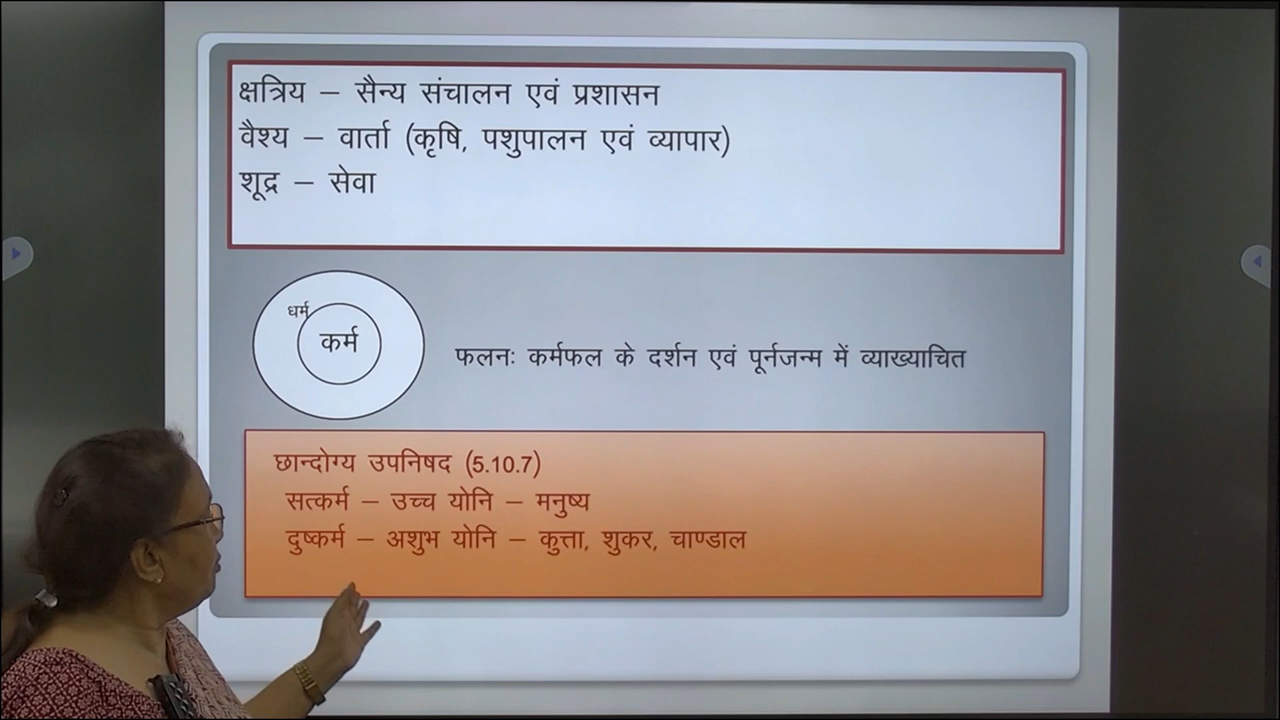 क्षत्रिय – सैन्य संचालन एवं प्रशासन
वैश्य – वार्ता (कृषि, पशुपालन एवं व्यापार)
शूद्र – सेवा
धर्म
कर्म
फलनः कर्मफल के दर्शन एवं पूर्नजन्म में व्याख्याचित
छान्दोग्य उपनिषद (5.10.7)
सत्कर्म – उच्च योनि – मनुष्य
दुष्कर्म – अशुभ योनि – कुत्ता, शुकर, चाण्डाल